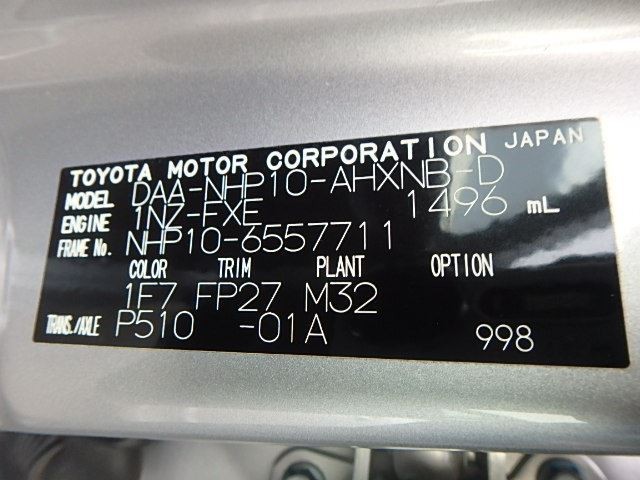 TOYOTA MOTOR CORPORATION JAPAN
MODEL DAA-NHP10-AHXNB-D
ENGINE 1NZ-FXE 1496 mL
FRAME No. NHP10-6557711
COLOR TRIM PLANT OPTION
1F7 FP27 M32
TRANS./AXLE P510 -01A 998